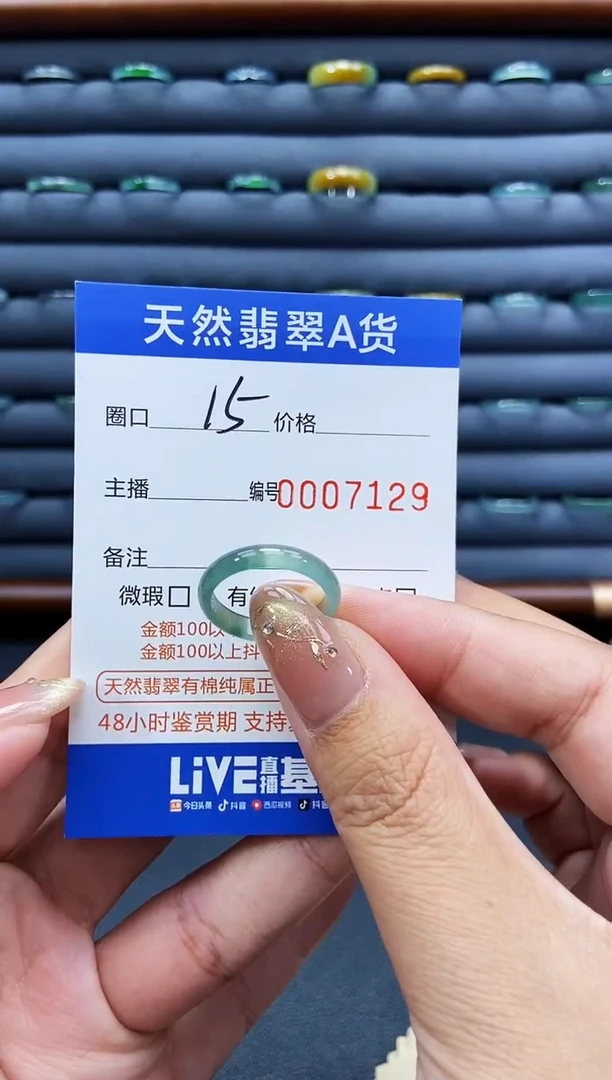 天然翡翠A货
圈口 15 价格
主播 编号0007129
备注
微瑕 有
金额100以
金额100以上抖
天然翡翠有棉纯属正
48小时鉴赏期 支持
LiVE直播基
今日头条 抖音 西瓜视频 抖音